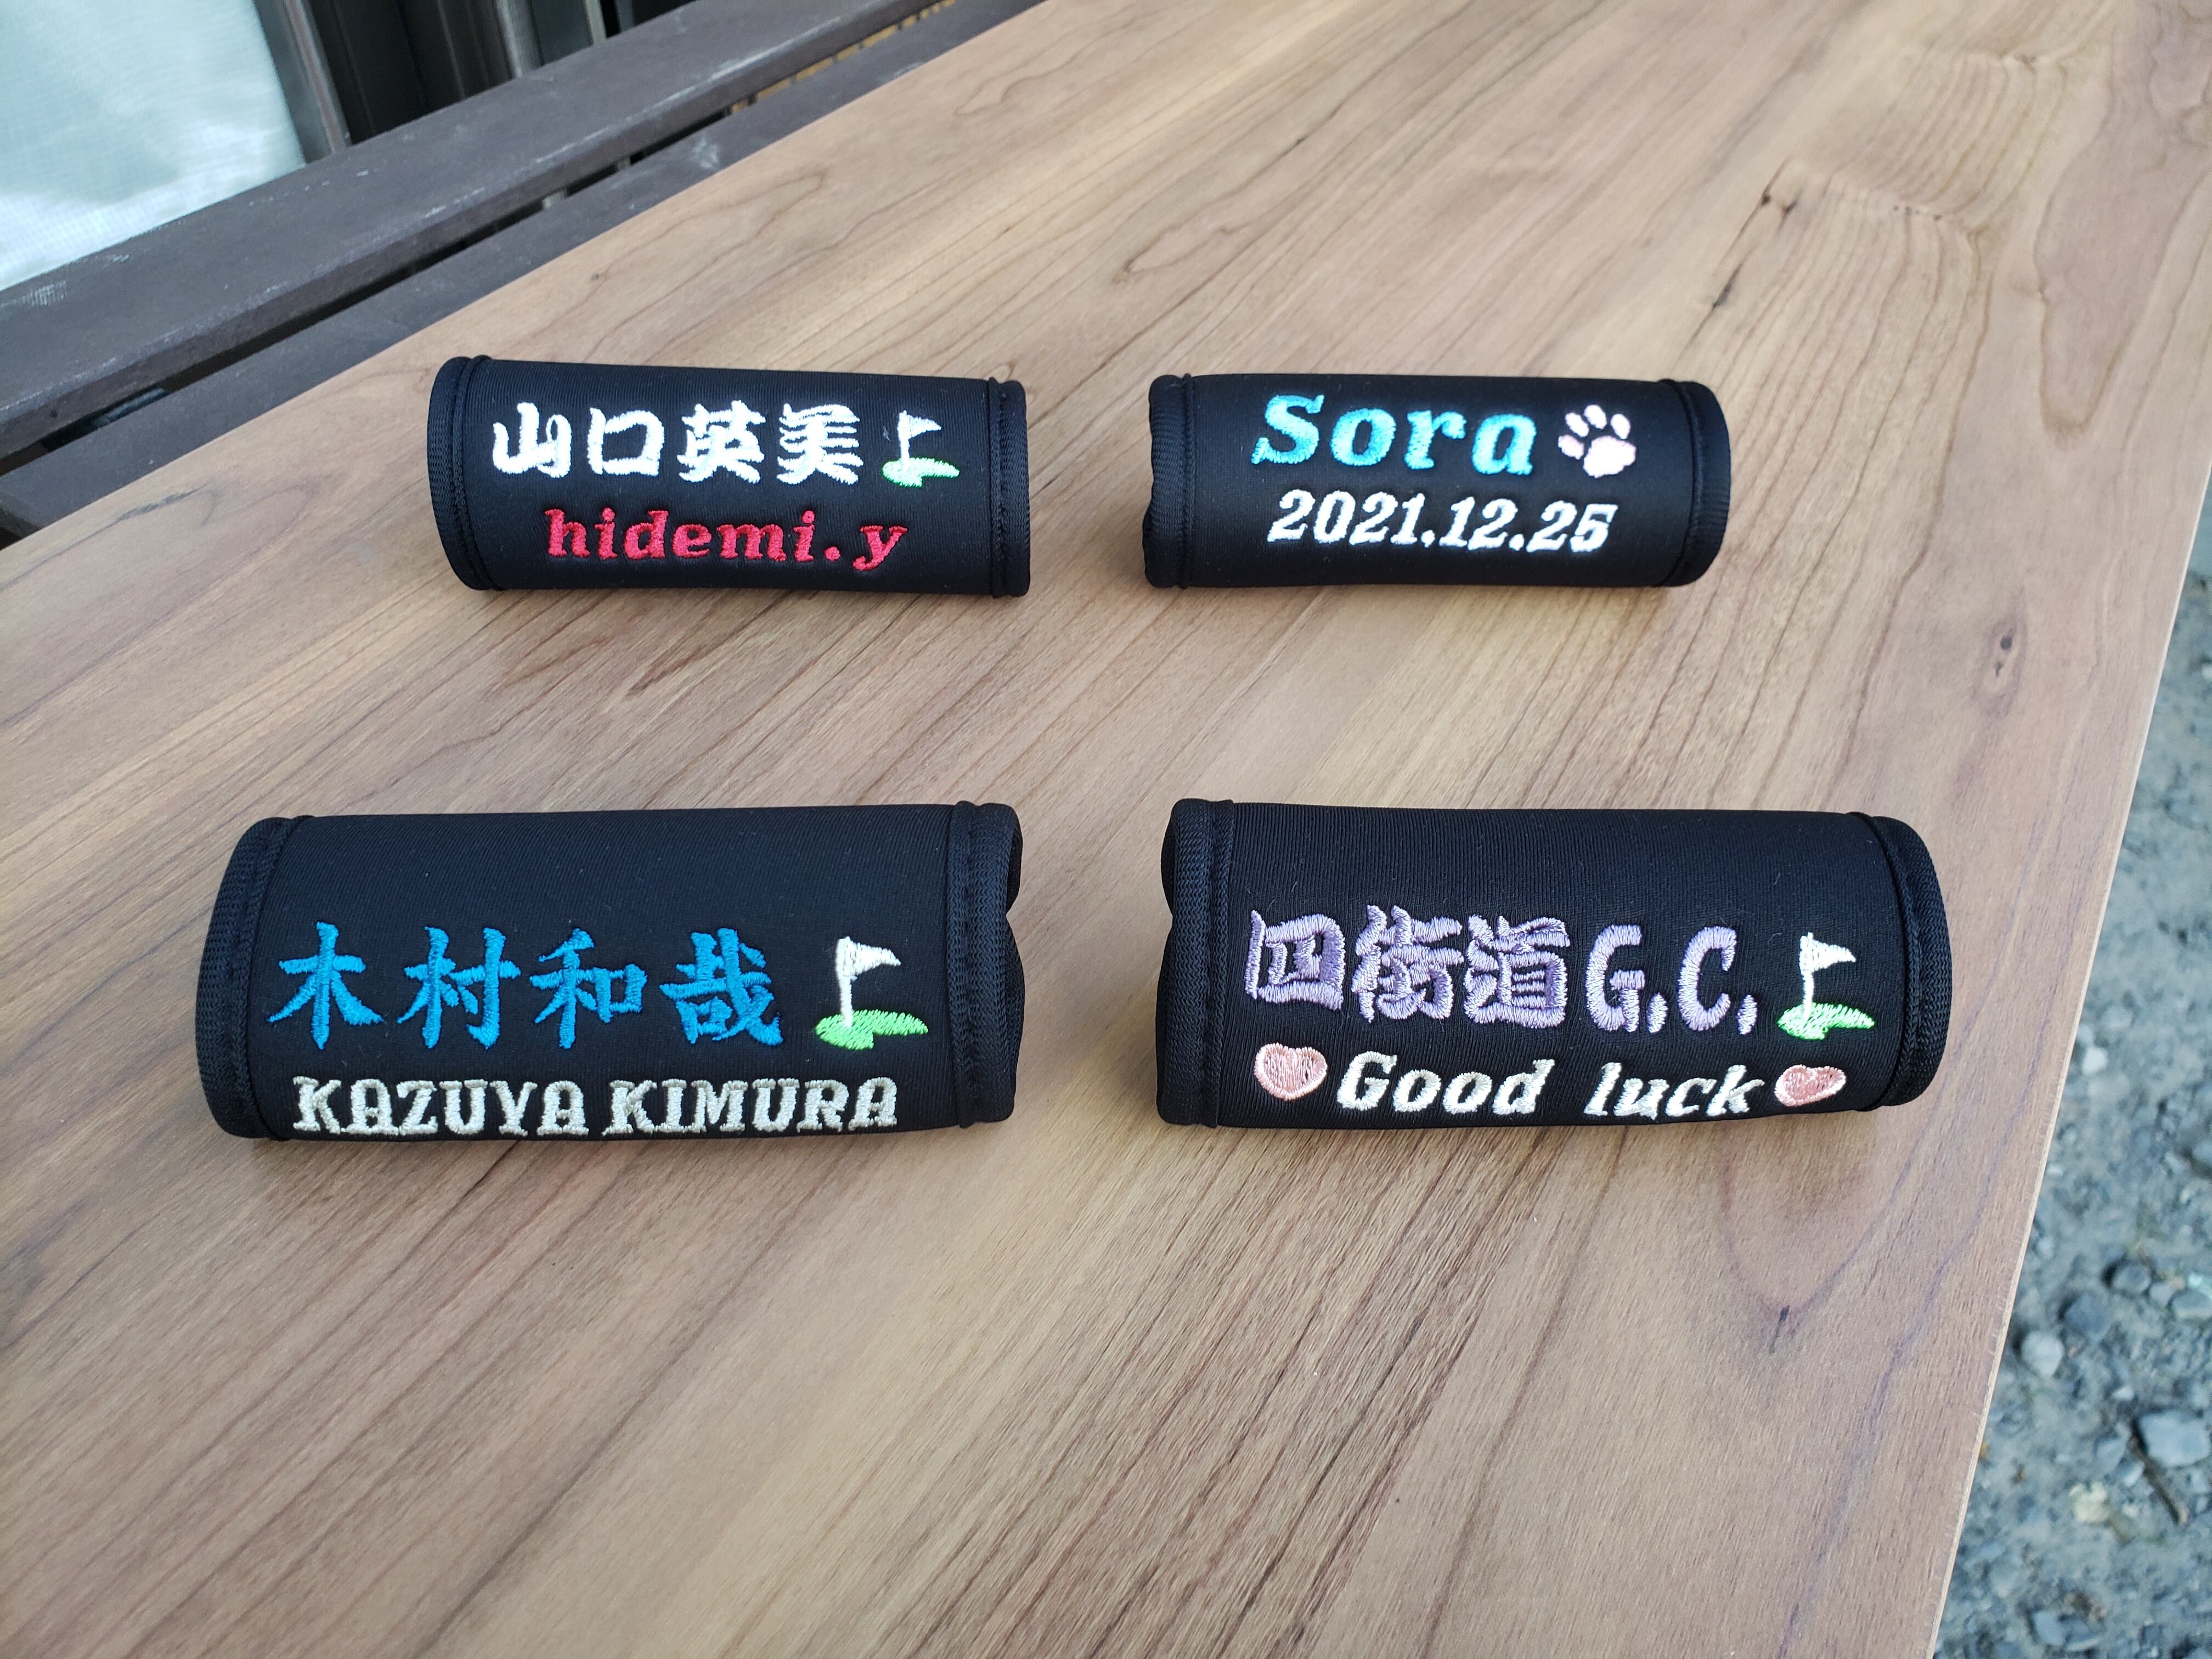 山口英美
hidemi.y
Sora
2021.12.25
木村和哉
KAZUYA KIMURA
四街道G.C.
Good luck